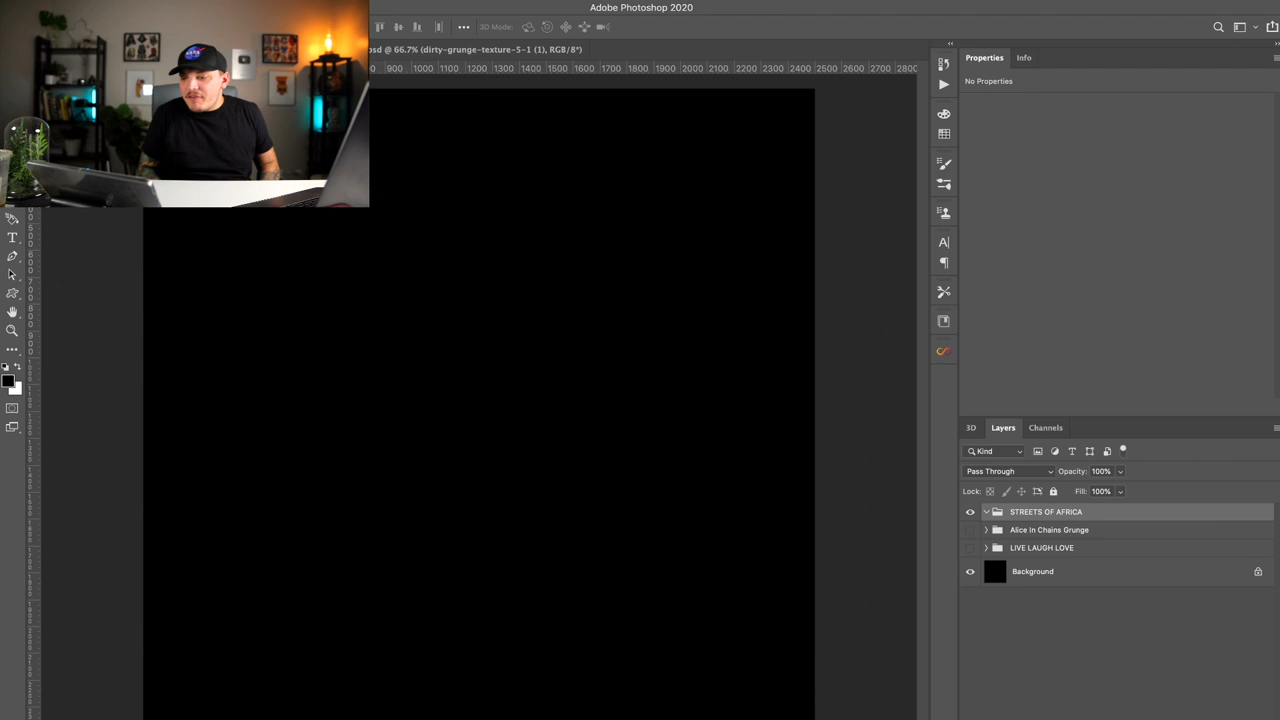 Adobe Photoshop 2020
3D Mode:
psd @ 66.7% (dirty-grunge-texture-5-1 (1), RGB/8*)
900 1000 1100 1200 1300 1400 1500 1600 1700 1800 1900 2000 2100 2200 2300 2400 2500 2600 2700 2800
Properties
Info
No Properties
3D
Layers
Channels
Kind
Pass Through
Opacity: 100%
Lock:
Fill: 100%
STREETS OF AFRICA
Alice In Chains Grunge
LIVE LAUGH LOVE
Background